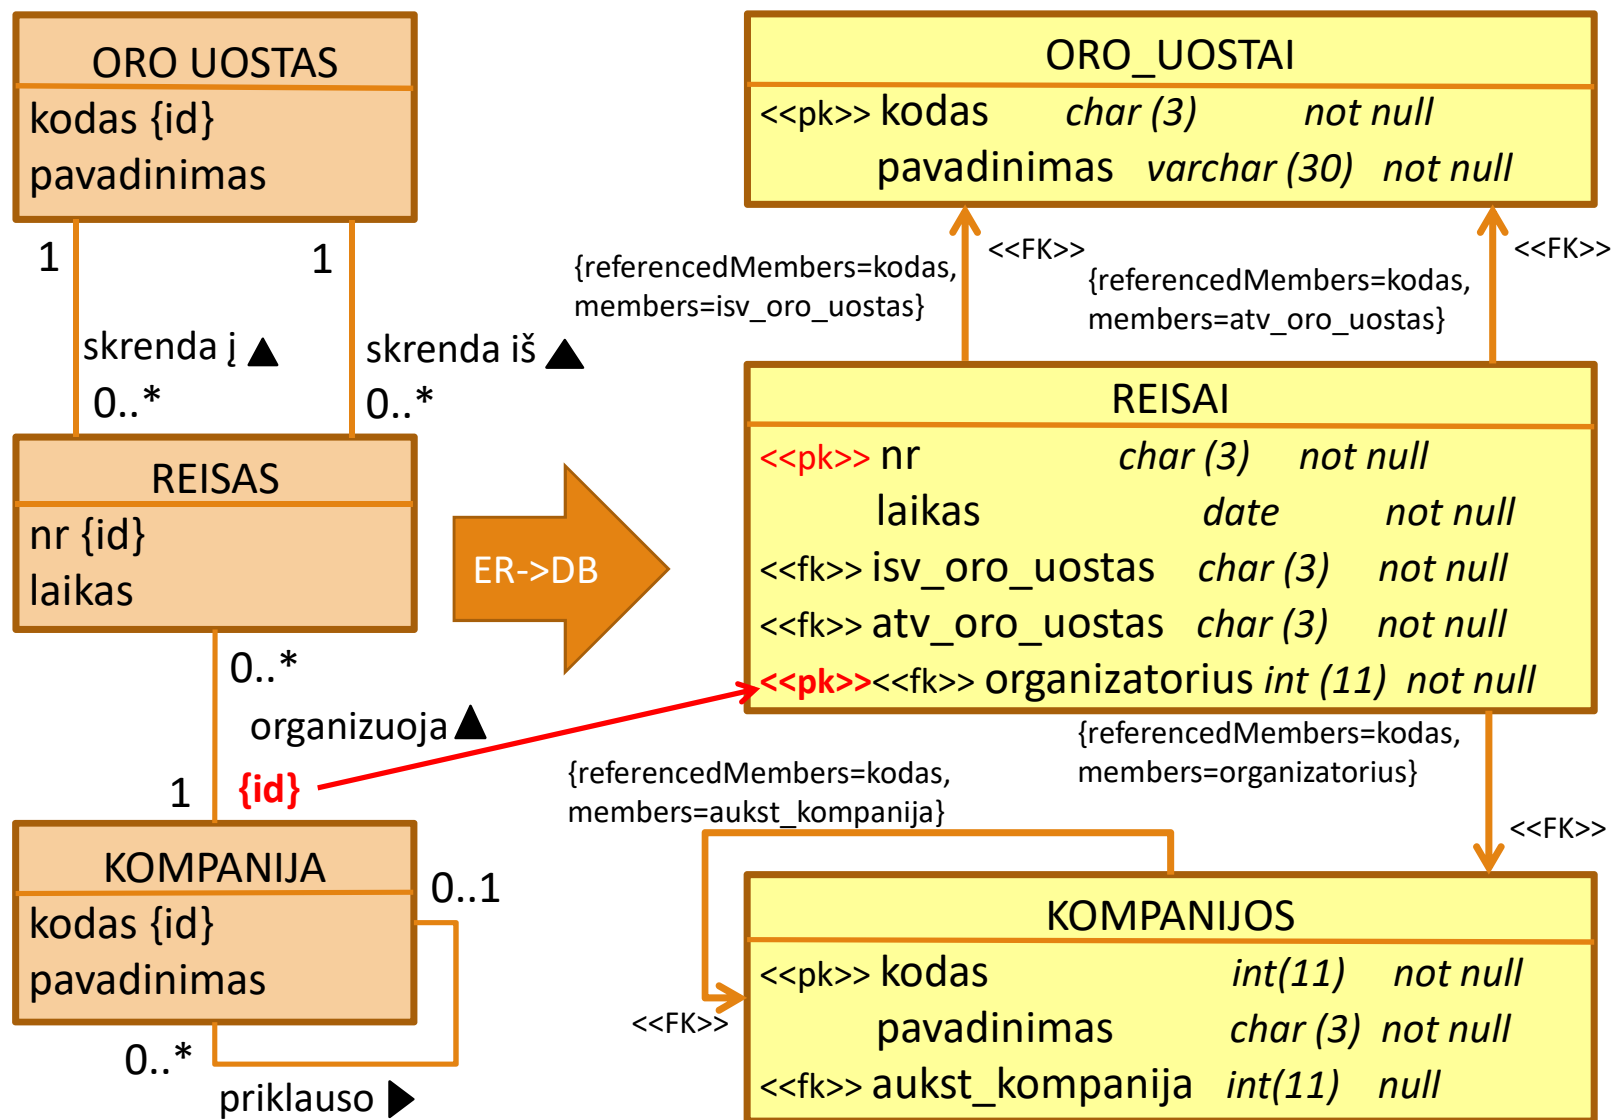 ORO UOSTAS
kodas {id}
pavadinimas
1
1
skrenda į ▲
skrenda iš ▲
0..*
0..*
REISAS
nr {id}
laikas
0..*
organizuoja ▲
1
{id}
KOMPANIJA
kodas {id}
pavadinimas
0..1
0..*
priklauso ▶
ER->DB
ORO_UOSTAI
<<pk>> kodas char (3) not null
pavadinimas varchar (30) not null
<<FK>>
{referencedMembers=kodas,
members=isv_oro_uostas}
<<FK>>
{referencedMembers=kodas,
members=atv_oro_uostas}
REISAI
<<pk>> nr char (3) not null
laikas date not null
<<fk>> isv_oro_uostas char (3) not null
<<fk>> atv_oro_uostas char (3) not null
<<pk>><<fk>> organizatorius int (11) not null
{referencedMembers=kodas,
members=organizatorius}
<<FK>>
{referencedMembers=kodas,
members=aukst_kompanija}
<<FK>>
KOMPANIJOS
<<pk>> kodas int(11) not null
pavadinimas char (3) not null
<<fk>> aukst_kompanija int(11) null